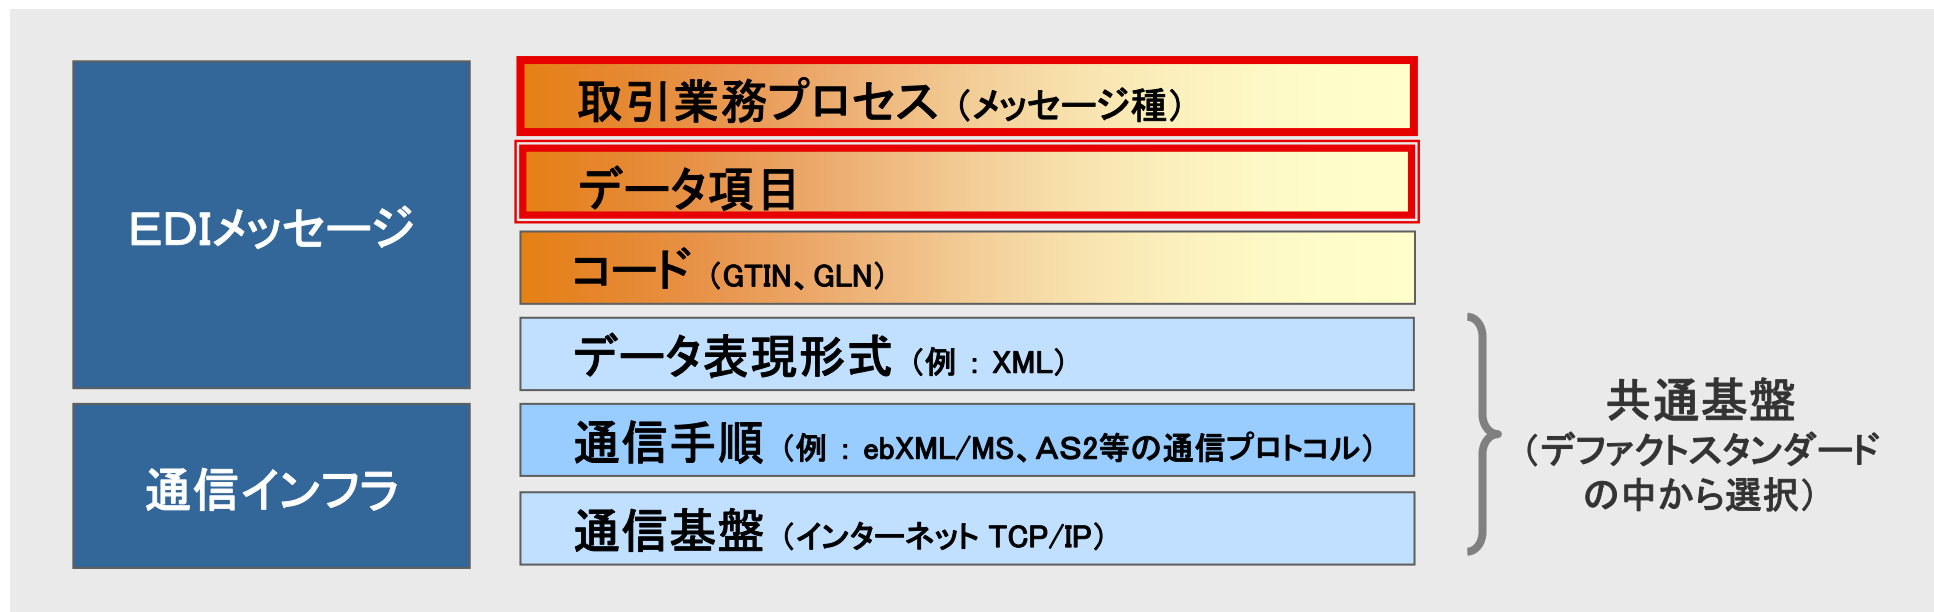 EDIメッセージ
取引業務プロセス（メッセージ種）
データ項目
コード（GTIN、GLN）
データ表現形式（例：XML）
通信インフラ
通信手順（例：ebXML/MS、AS2等の通信プロトコル）
通信基盤（インターネット TCP/IP）
共通基盤
（デファクトスタンダード
の中から選択）